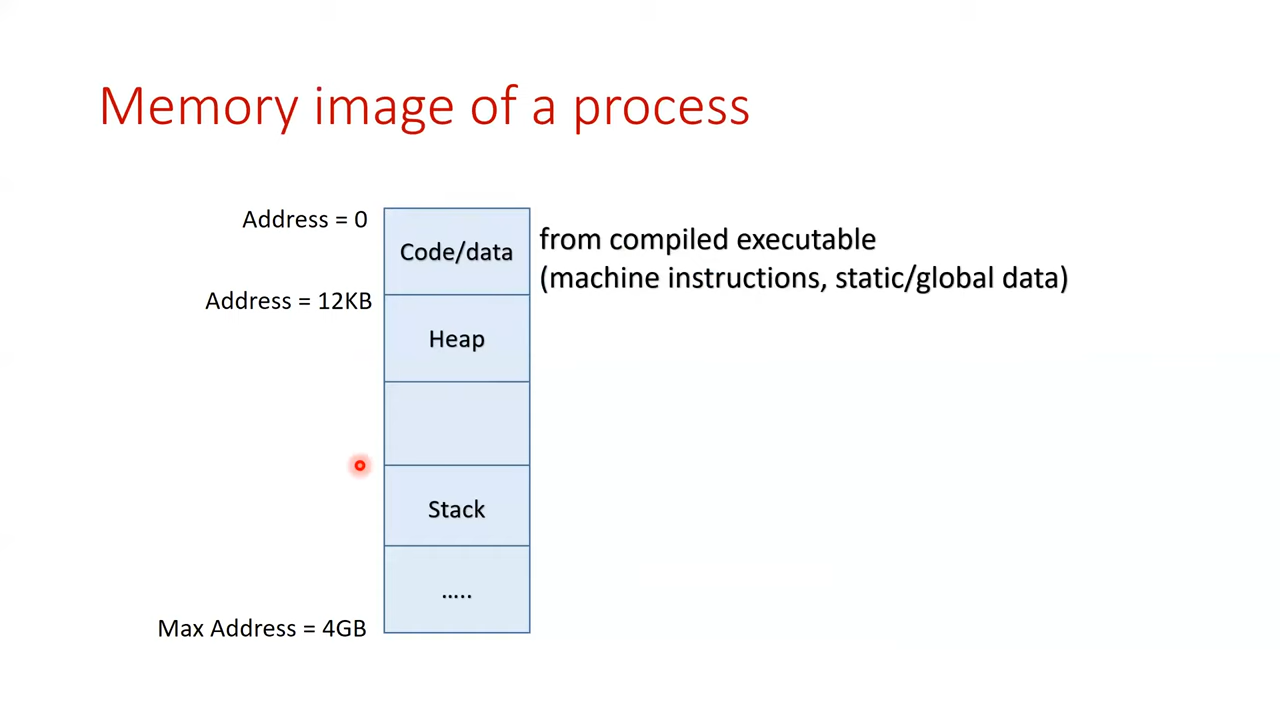 Memory image of a process
Address = 0
Code/data
from compiled executable
(machine instructions, static/global data)
Address = 12KB
Heap
Stack
.....
Max Address = 4GB